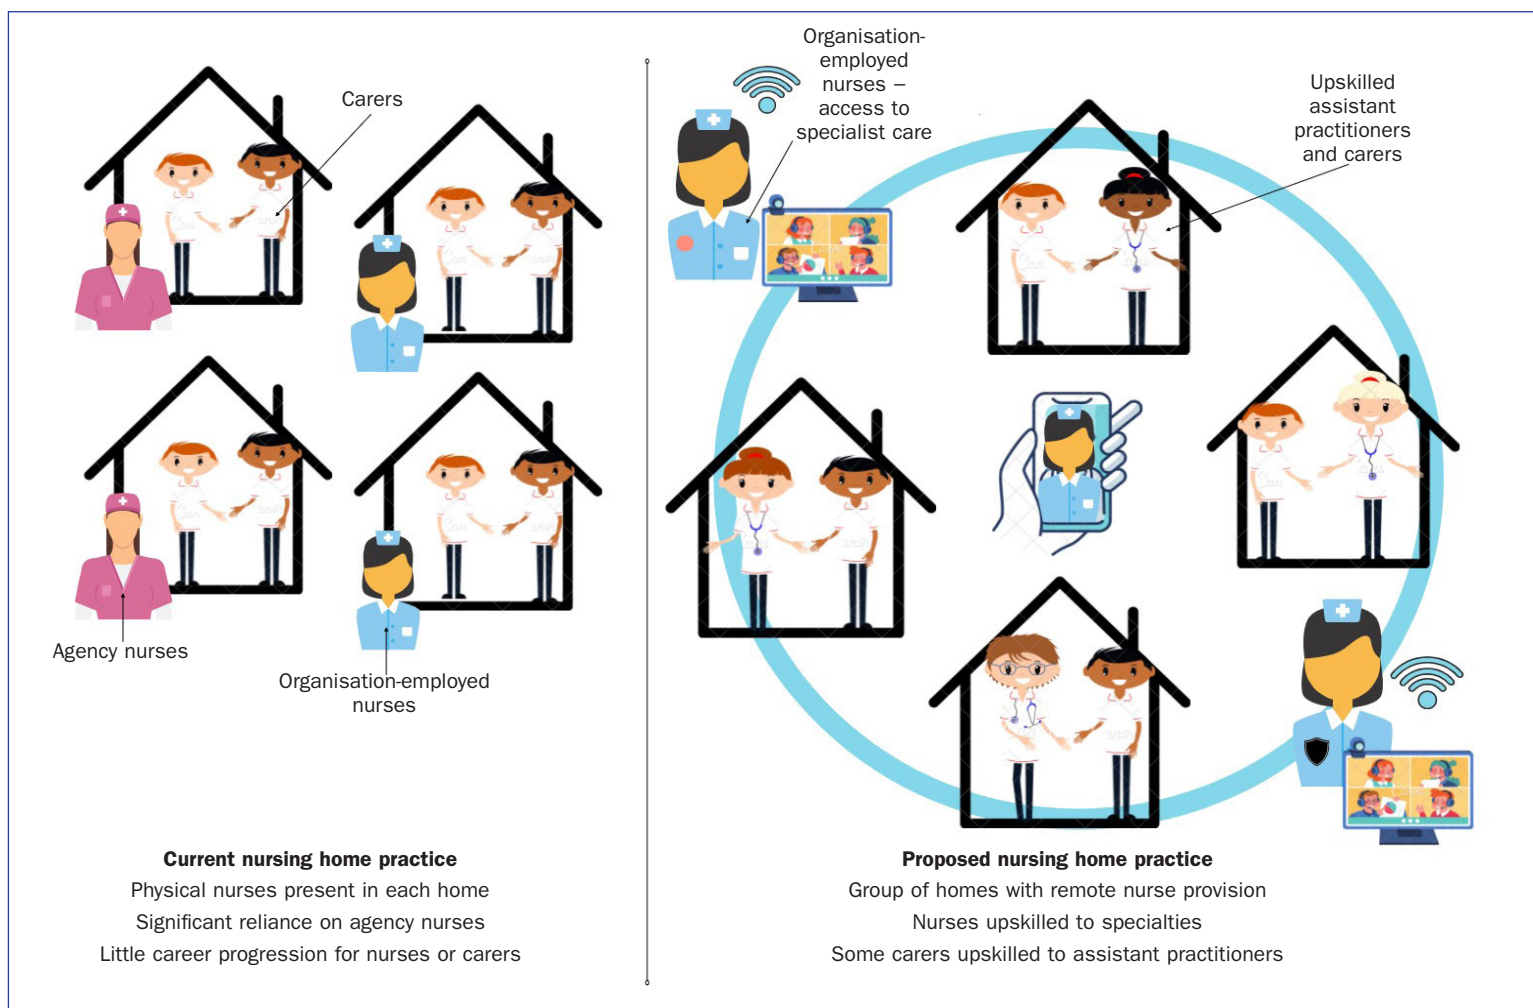 Carers
Agency nurses
Organisation-employed
nurses
Current nursing home practice
Physical nurses present in each home
Significant reliance on agency nurses
Little career progression for nurses or carers
Organisation-
employed
nurses –
access to
specialist care
Upskilled
assistant
practitioners
and carers
Proposed nursing home practice
Group of homes with remote nurse provision
Nurses upskilled to specialties
Some carers upskilled to assistant practitioners